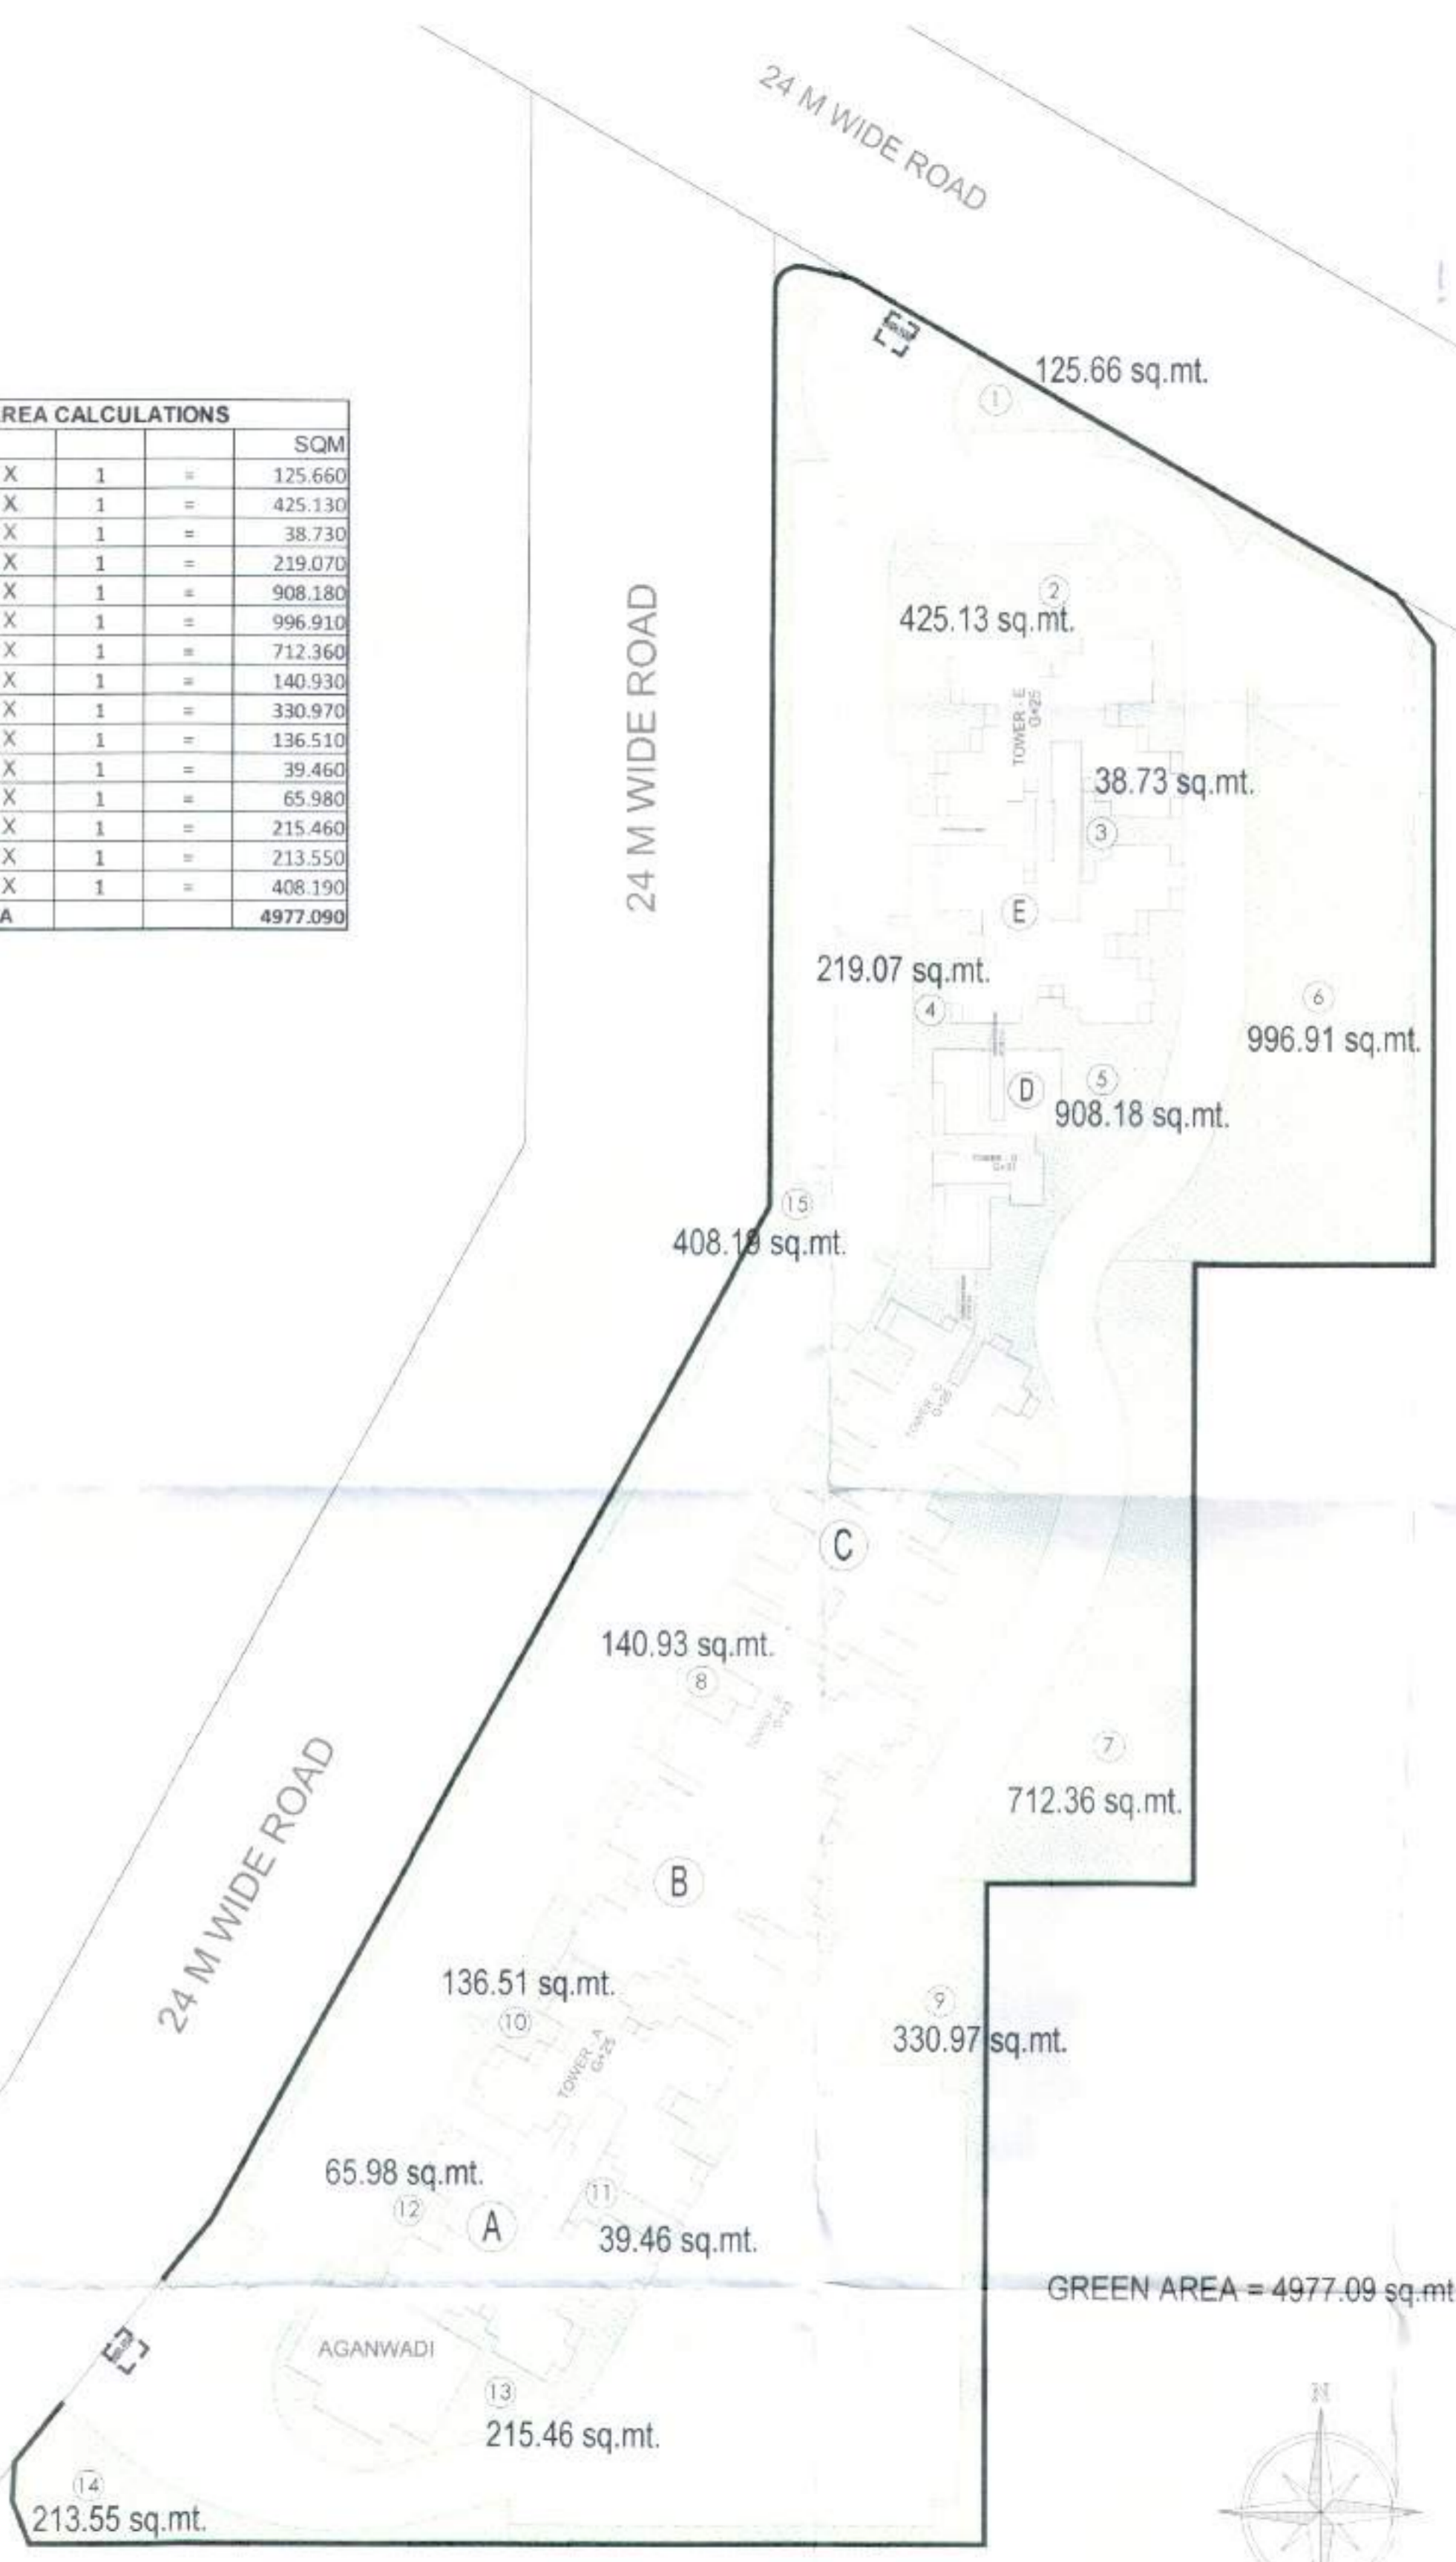 24 M WIDE ROAD
125.66 sq.mt.
1
REA CALCULATIONS
SQM
X 1 = 125.660
X 1 = 425.130
X 1 = 38.730
X 1 = 219.070
X 1 = 908.180
X 1 = 996.910
X 1 = 712.360
X 1 = 140.930
X 1 = 330.970
X 1 = 136.510
X 1 = 39.460
X 1 = 65.980
X 1 = 215.460
X 1 = 213.550
X 1 = 408.190
A 4977.090
24 M WIDE ROAD
2
425.13 sq.mt.
TOWER - E
G+25
38.73 sq.mt.
3
E
219.07 sq.mt.
4
6
996.91 sq.mt.
5
D
908.18 sq.mt.
TOWER - D
15
408.19 sq.mt.
TOWER - C
G+25
C
140.93 sq.mt.
8
7
712.36 sq.mt.
24 M WIDE ROAD
B
136.51 sq.mt.
10
TOWER - A
G+25
9
330.97 sq.mt.
65.98 sq.mt.
12
11
A
39.46 sq.mt.
GREEN AREA = 4977.09 sq.mt
AGANWADI
13
215.46 sq.mt.
N
14
213.55 sq.mt.